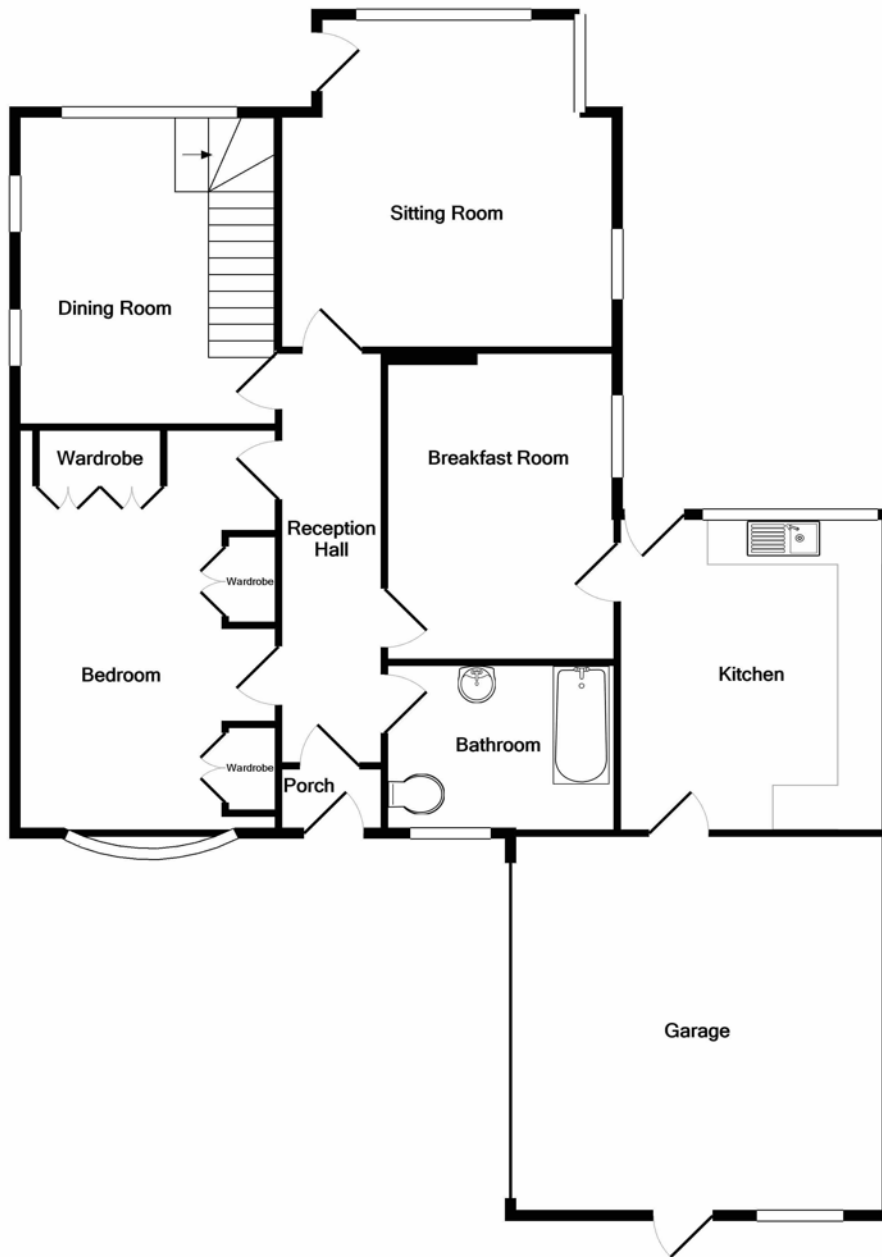 Sitting Room
Dining Room
Wardrobe
Breakfast Room
Reception
Hall
Wardrobe
Bedroom
Kitchen
Bathroom
Wardrobe
Porch
Garage